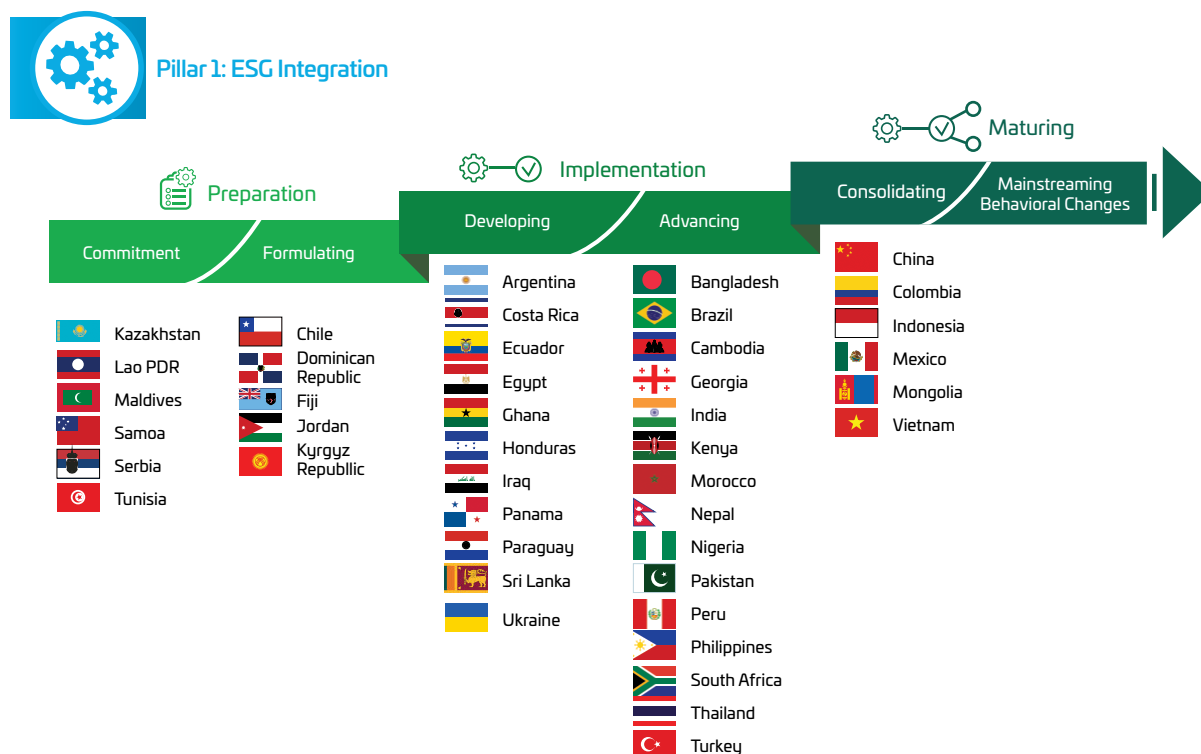 Pillar 1: ESG Integration
Preparation
Commitment
Formulating
Kazakhstan
Lao PDR
Maldives
Samoa
Serbia
Tunisia
Chile
Dominican
Republic
Fiji
Jordan
Kyrgyz
Republlic
Implementation
Developing
Advancing
Argentina
Costa Rica
Ecuador
Egypt
Ghana
Honduras
Iraq
Panama
Paraguay
Sri Lanka
Ukraine
Bangladesh
Brazil
Cambodia
Georgia
India
Kenya
Morocco
Nepal
Nigeria
Pakistan
Peru
Philippines
South Africa
Thailand
Turkey
Maturing
Consolidating
Mainstreaming
Behavioral Changes
China
Colombia
Indonesia
Mexico
Mongolia
Vietnam